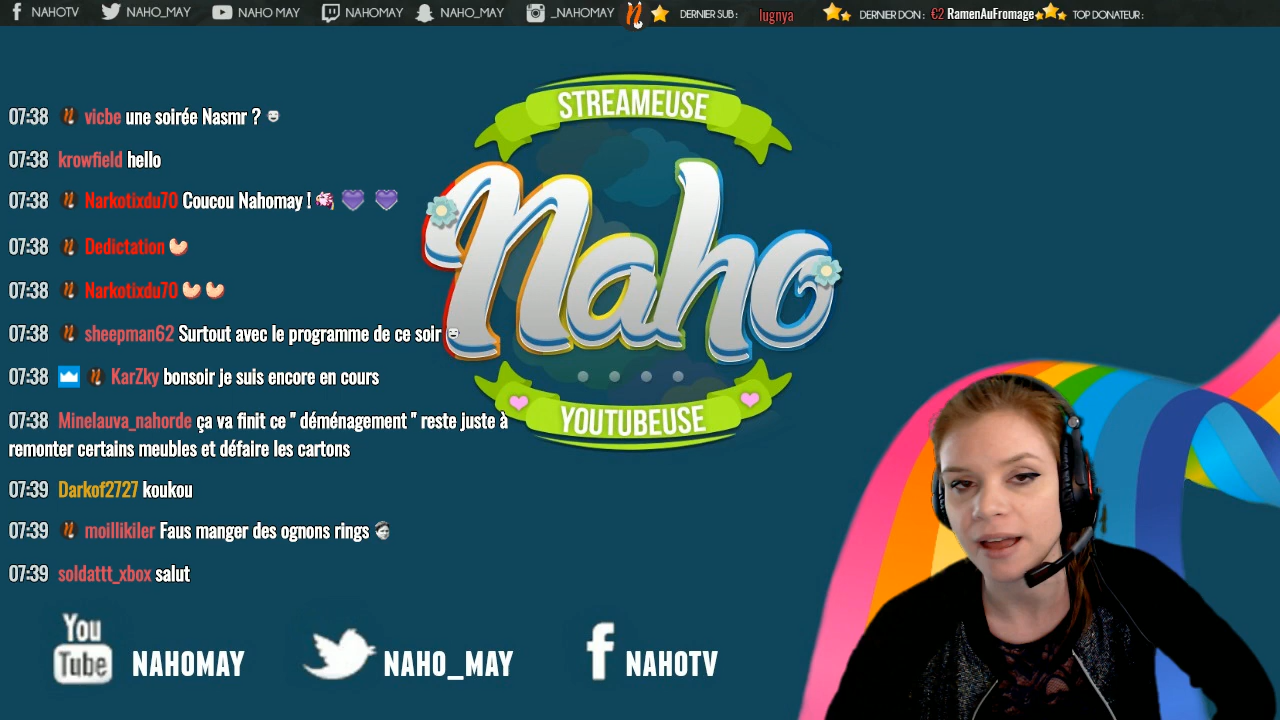 NAHOTV NAHO_MAY NAHO MAY NAHOMAY NAHO_MAY _NAHOMAY DERNIER SUB : lugnya DERNIER DON : €2 RamenAuFromage TOP DONATEUR :
STREAMEUSE
Naho
YOUTUBEUSE
07:38 vicbe une soirée Nasmr ?
07:38 krowfield hello
07:38 Narkotixdu70 Coucou Nahomay !
07:38 Dedictation
07:38 Narkotixdu70
07:38 sheepman62 Surtout avec le programme de ce soir
07:38 KarZky bonsoir je suis encore en cours
07:38 Minelauva_nahorde ça va finit ce " déménagement " reste juste à
remonter certains meubles et défaire les cartons
07:39 Darkof2727 koukou
07:39 moillikiler Faus manger des ognons rings
07:39 soldattt_xbox salut
You Tube NAHOMAY NAHO_MAY NAHOTV